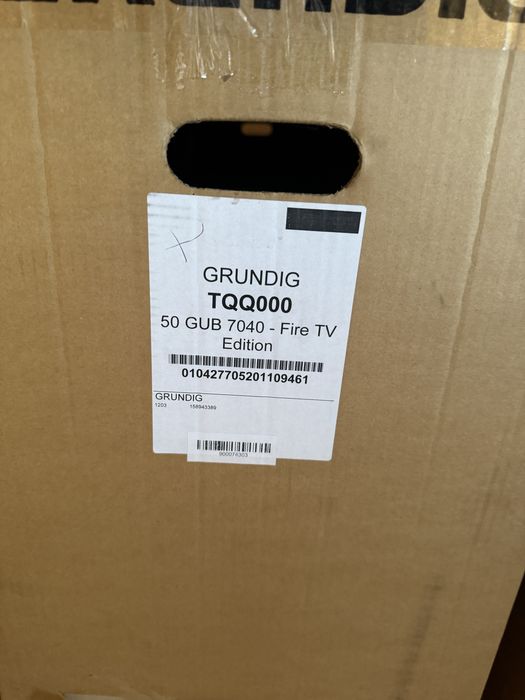 GRUNDIG
TQQ000
50 GUB 7040 - Fire TV
Edition
010427705201109461
GRUNDIG
1203 158943389
900074303